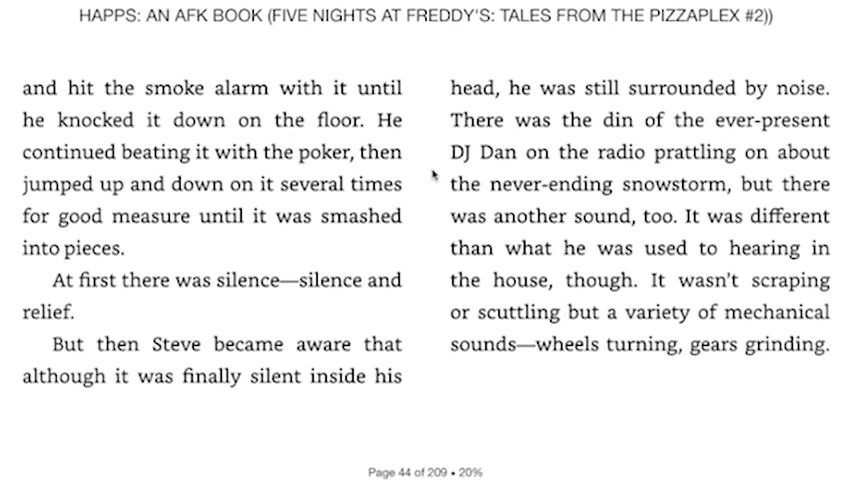 HAPPS: AN AFK BOOK (FIVE NIGHTS AT FREDDY'S: TALES FROM THE PIZZAPLEX #2))
and hit the smoke alarm with it until
he knocked it down on the floor. He
continued beating it with the poker, then
jumped up and down on it several times
for good measure until it was smashed
into pieces.
At first there was silence—silence and
relief.
But then Steve became aware that
although it was finally silent inside his
head, he was still surrounded by noise.
There was the din of the ever-present
DJ Dan on the radio prattling on about
the never-ending snowstorm, but there
was another sound, too. It was different
than what he was used to hearing in
the house, though. It wasn't scraping
or scuttling but a variety of mechanical
sounds—wheels turning, gears grinding.
Page 44 of 209 • 20%